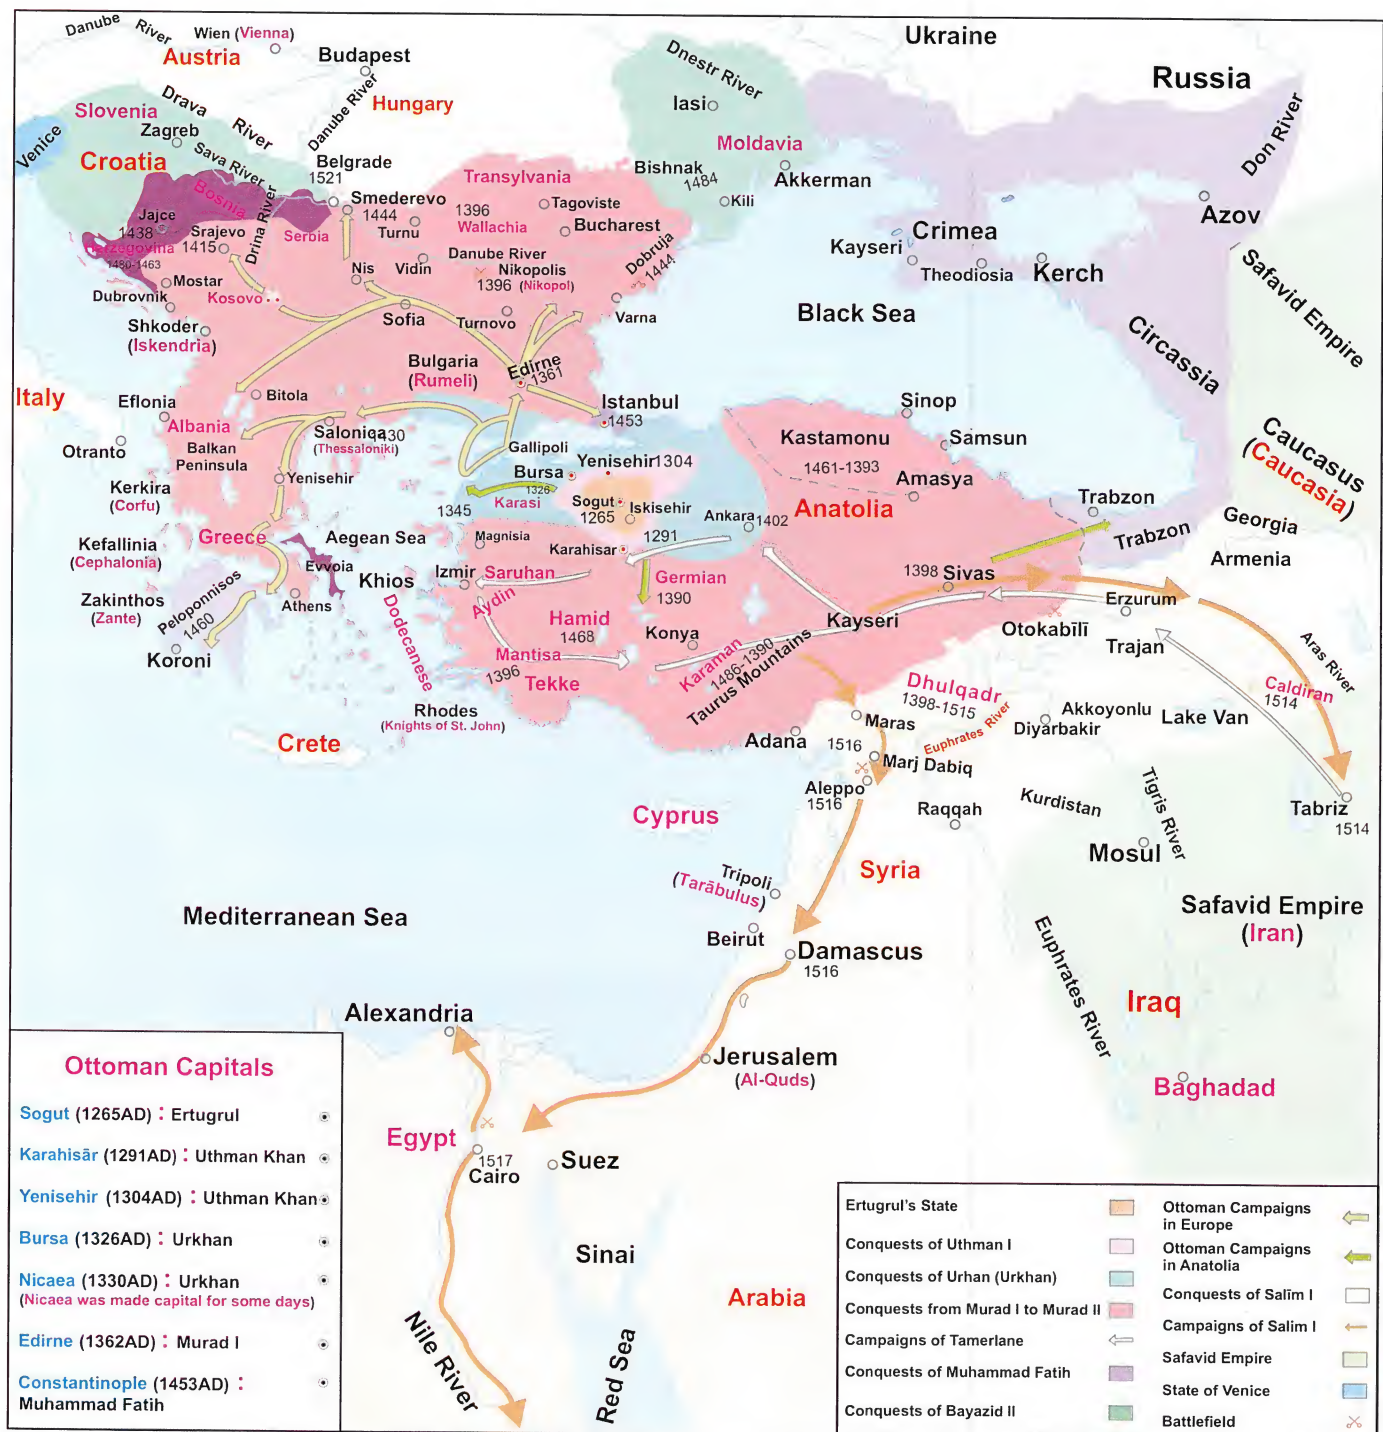 Danube River
Wien (Vienna)
Austria
Budapest
Danube River
Hungary
Ukraine
Russia
Dnestr River
Iasi
Moldavia
Bishnak
1484
Kili
Akkerman
Don River
Azov
Slovenia
Zagreb
Drava River
Venice
Croatia
Sava River
Belgrade
1521
Smederevo
1444
Turnu
Transylvania
1396
Wallachia
Tagoviste
Bucharest
Bosnia
Jajce
1438
Srajevo
1415
Drina River
Serbia
Herzegovina
1480-1463
Mostar
Dubrovnik
Kosovo
Nis
Vidin
Danube River
Nikopolis
1396
(Nikopol)
Dobruja
1444
Varna
Crimea
Kayseri
Theodiosia
Kerch
Safavid Empire
Shkoder
(Iskendria)
Sofia
Turnovo
Black Sea
Circassia
Bulgaria
(Rumeli)
Edirne
1361
Italy
Eflonia
Bitola
Albania
Otranto
Balkan
Peninsula
Saloniqa
1430
(Thessaloniki)
Istanbul
1453
Gallipoli
Sinop
Kastamonu
1461-1393
Samsun
Amasya
Caucasus
(Caucasia)
Yenisehir
Kerkira
(Corfu)
Bursa
1326
Yenisehir 1304
Karasi
1345
Sogut
1265
Iskisehir
Ankara
1402
Anatolia
Trabzon
Trabzon
Georgia
Armenia
Kefallinia
(Cephalonia)
Greece
Aegean Sea
Magnisia
Karahisar
1291
Evvoia
Khios
Izmir
Saruhan
Germian
1390
1398
Sivas
Erzurum
Zakinthos
(Zante)
Peloponnisos
1460
Athens
Dodecanese
Aydin
Hamid
1468
Konya
Kayseri
Otokabīlī
Trajan
Aras River
Koroni
Mantisa
1396
Tekke
Karaman
1486-1390
Taurus Mountains
Dhulqadr
1398-1515
Caldiran
1514
Rhodes
(Knights of St. John)
Crete
Adana
Maras
1516
Marj Dabiq
Euphrates River
Akkoyonlu
Diyarbakir
Lake Van
Aleppo
1516
Raqqah
Kurdistan
Tigris River
Tabriz
1514
Cyprus
Mosul
Syria
Tripoli
(Tarābulus)
Mediterranean Sea
Beirut
Damascus
1516
Safavid Empire
(Iran)
Euphrates River
Iraq
Alexandria
Jerusalem
(Al-Quds)
Baghadad
Egypt
1517
Cairo
Suez
Sinai
Arabia
Nile River
Red Sea
Ottoman Capitals
Sogut (1265AD) : Ertugrul
Karahisār (1291AD) : Uthman Khan
Yenisehir (1304AD) : Uthman Khan
Bursa (1326AD) : Urkhan
Nicaea (1330AD) : Urkhan
(Nicaea was made capital for some days)
Edirne (1362AD) : Murad I
Constantinople (1453AD) :
Muhammad Fatih
Ertugrul's State
Conquests of Uthman I
Conquests of Urhan (Urkhan)
Conquests from Murad I to Murad II
Campaigns of Tamerlane
Conquests of Muhammad Fatih
Conquests of Bayazid II
Ottoman Campaigns
in Europe
Ottoman Campaigns
in Anatolia
Conquests of Salīm I
Campaigns of Salim I
Safavid Empire
State of Venice
Battlefield